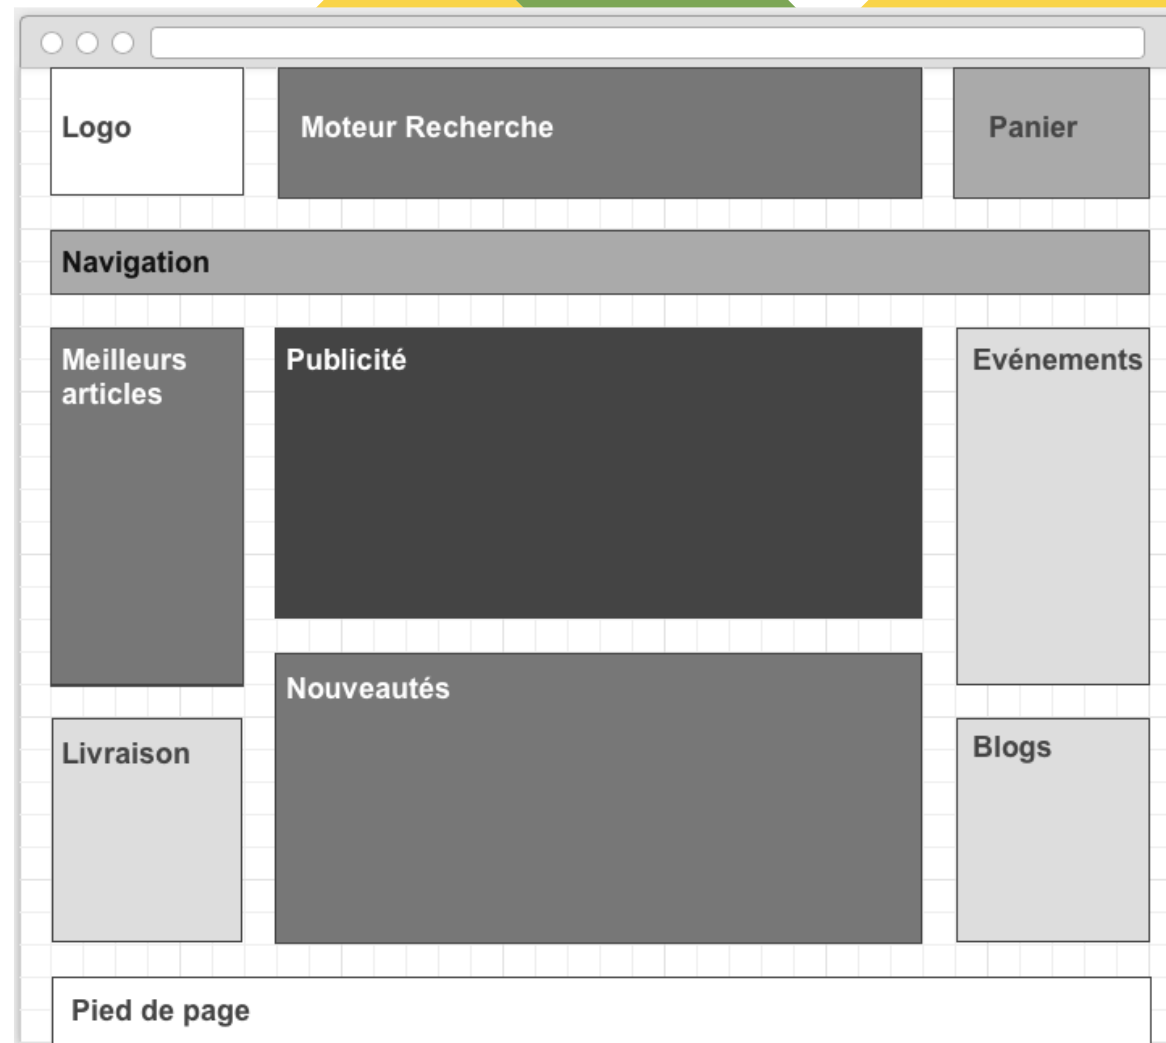 Logo
Moteur Recherche
Panier
Navigation
Meilleurs
articles
Publicité
Evénements
Nouveautés
Livraison
Blogs
Pied de page